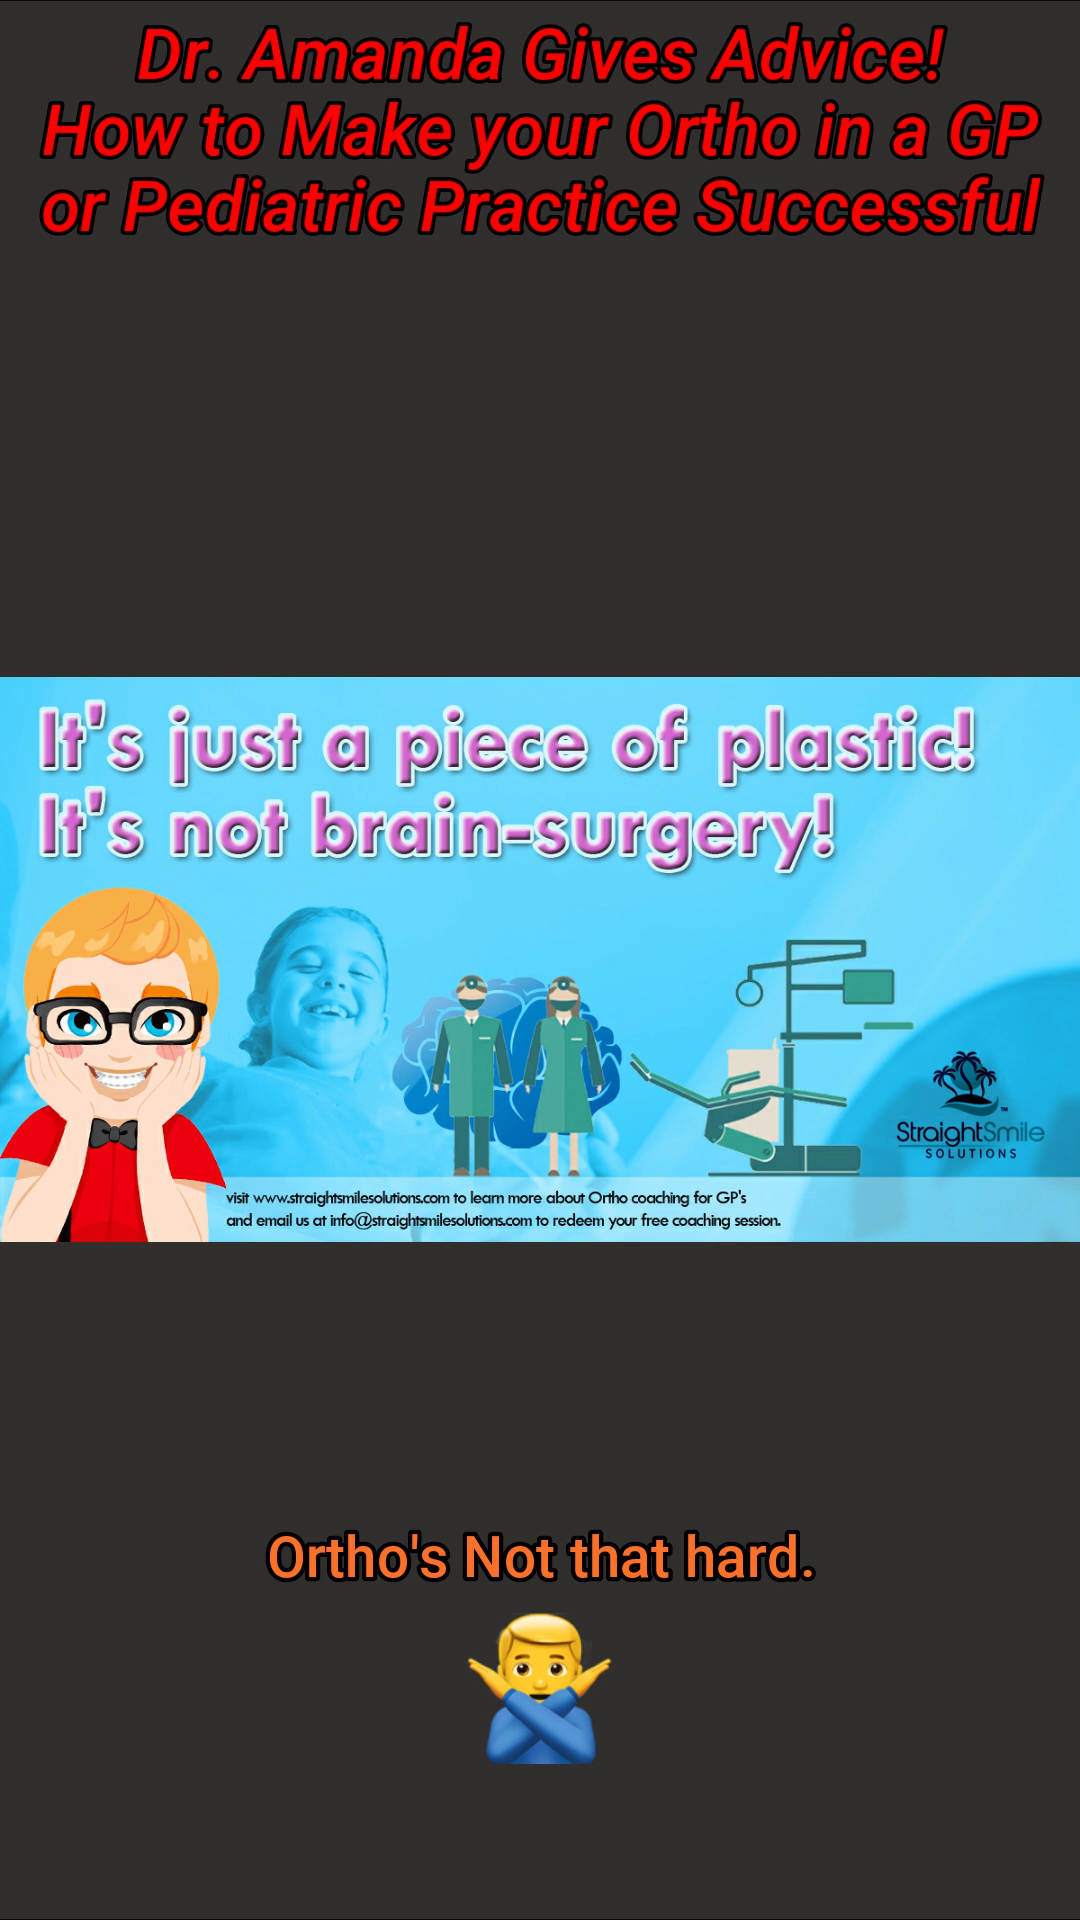 Dr. Amanda Gives Advice!
How to Make your Ortho in a GP
or Pediatric Practice Successful
It's just a piece of plastic!
It's not brain-surgery!
StraightSmile
SOLUTIONS
visit www.straightsmilesolutions.com to learn more about Ortho coaching for GP's
and email us at info@straightsmilesolutions.com to redeem your free coaching session.
Ortho's Not that hard.